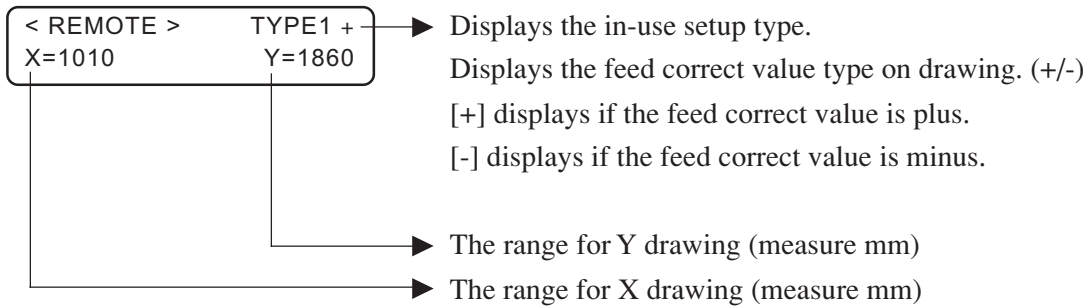 < REMOTE > TYPE1 +
X=1010 Y=1860
Displays the in-use setup type.
Displays the feed correct value type on drawing. (+/-)
[+] displays if the feed correct value is plus.
[-] displays if the feed correct value is minus.
The range for Y drawing (measure mm)
The range for X drawing (measure mm)